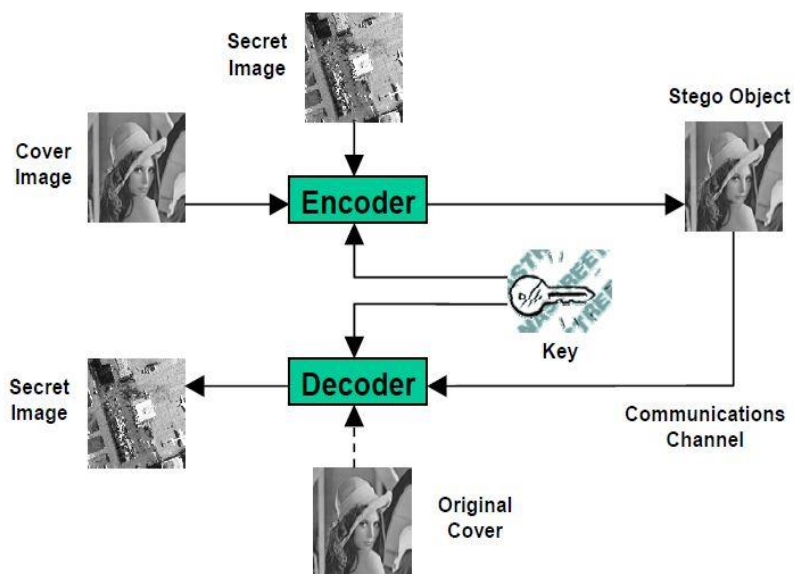 Secret
Image
Stego Object
Cover
Image
Encoder
Key
Secret
Image
Decoder
Communications
Channel
Original
Cover